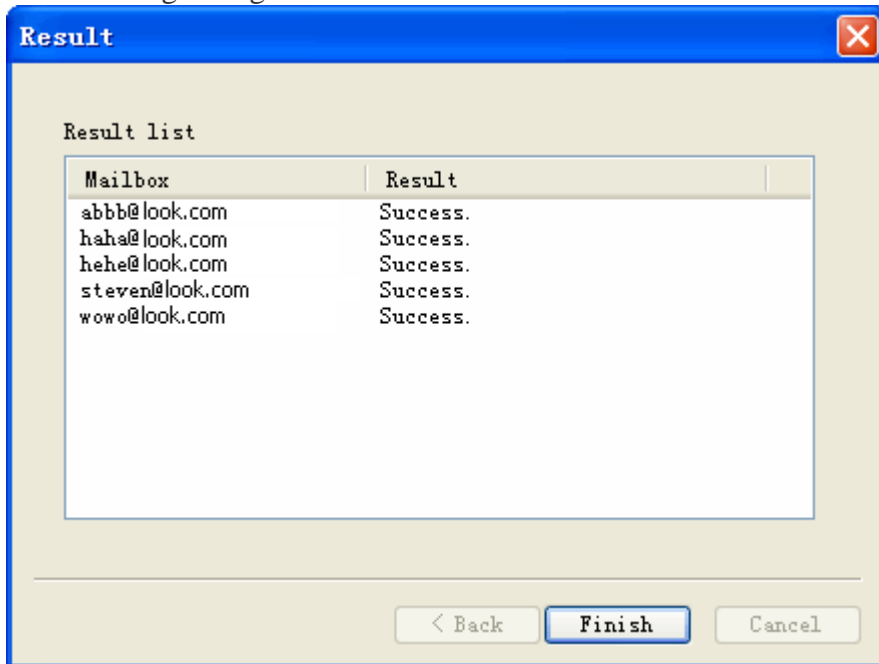 Result
Result list
Mailbox Result
abbb@look.com Success.
haha@look.com Success.
hehe@look.com Success.
steven@look.com Success.
wowo@look.com Success.
< Back Finish Cancel